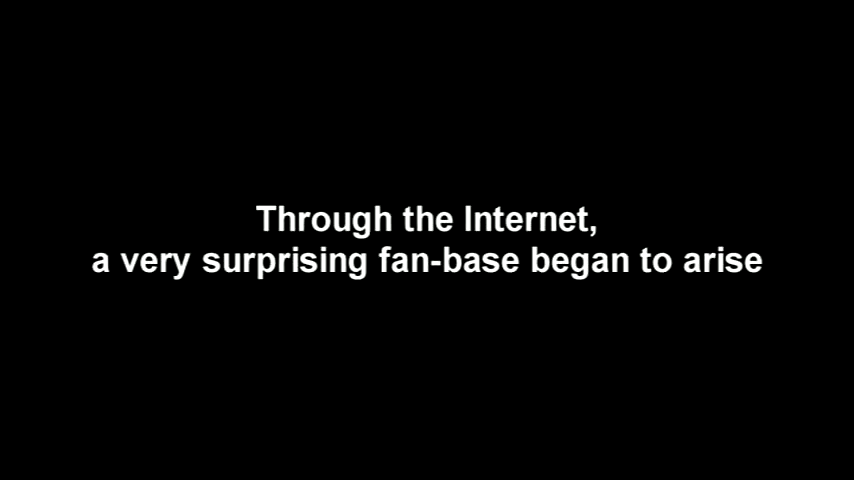 Through the Internet,
a very surprising fan-base began to arise